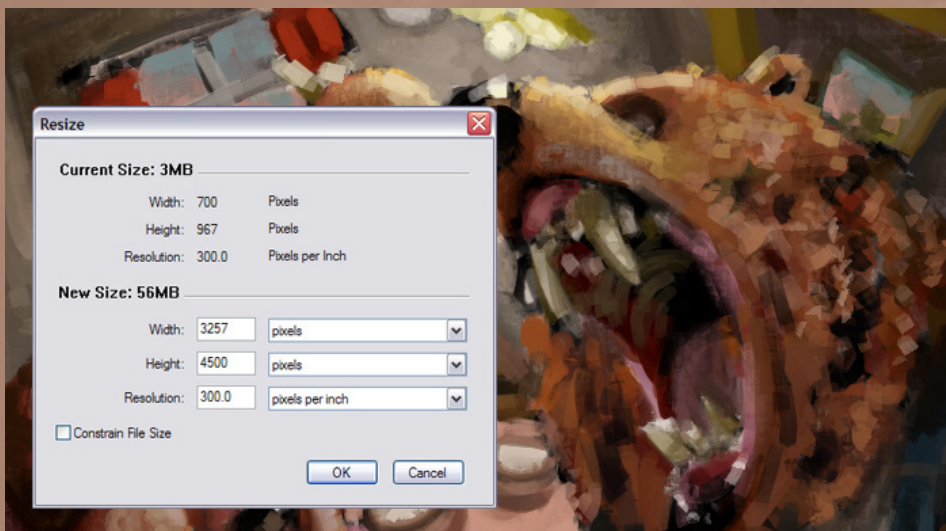 Resize
Current Size: 3MB
Width: 700 Pixels
Height: 967 Pixels
Resolution: 300.0 Pixels per Inch
New Size: 56MB
Width: 3257 pixels
Height: 4500 pixels
Resolution: 300.0 pixels per inch
Constrain File Size
OK Cancel